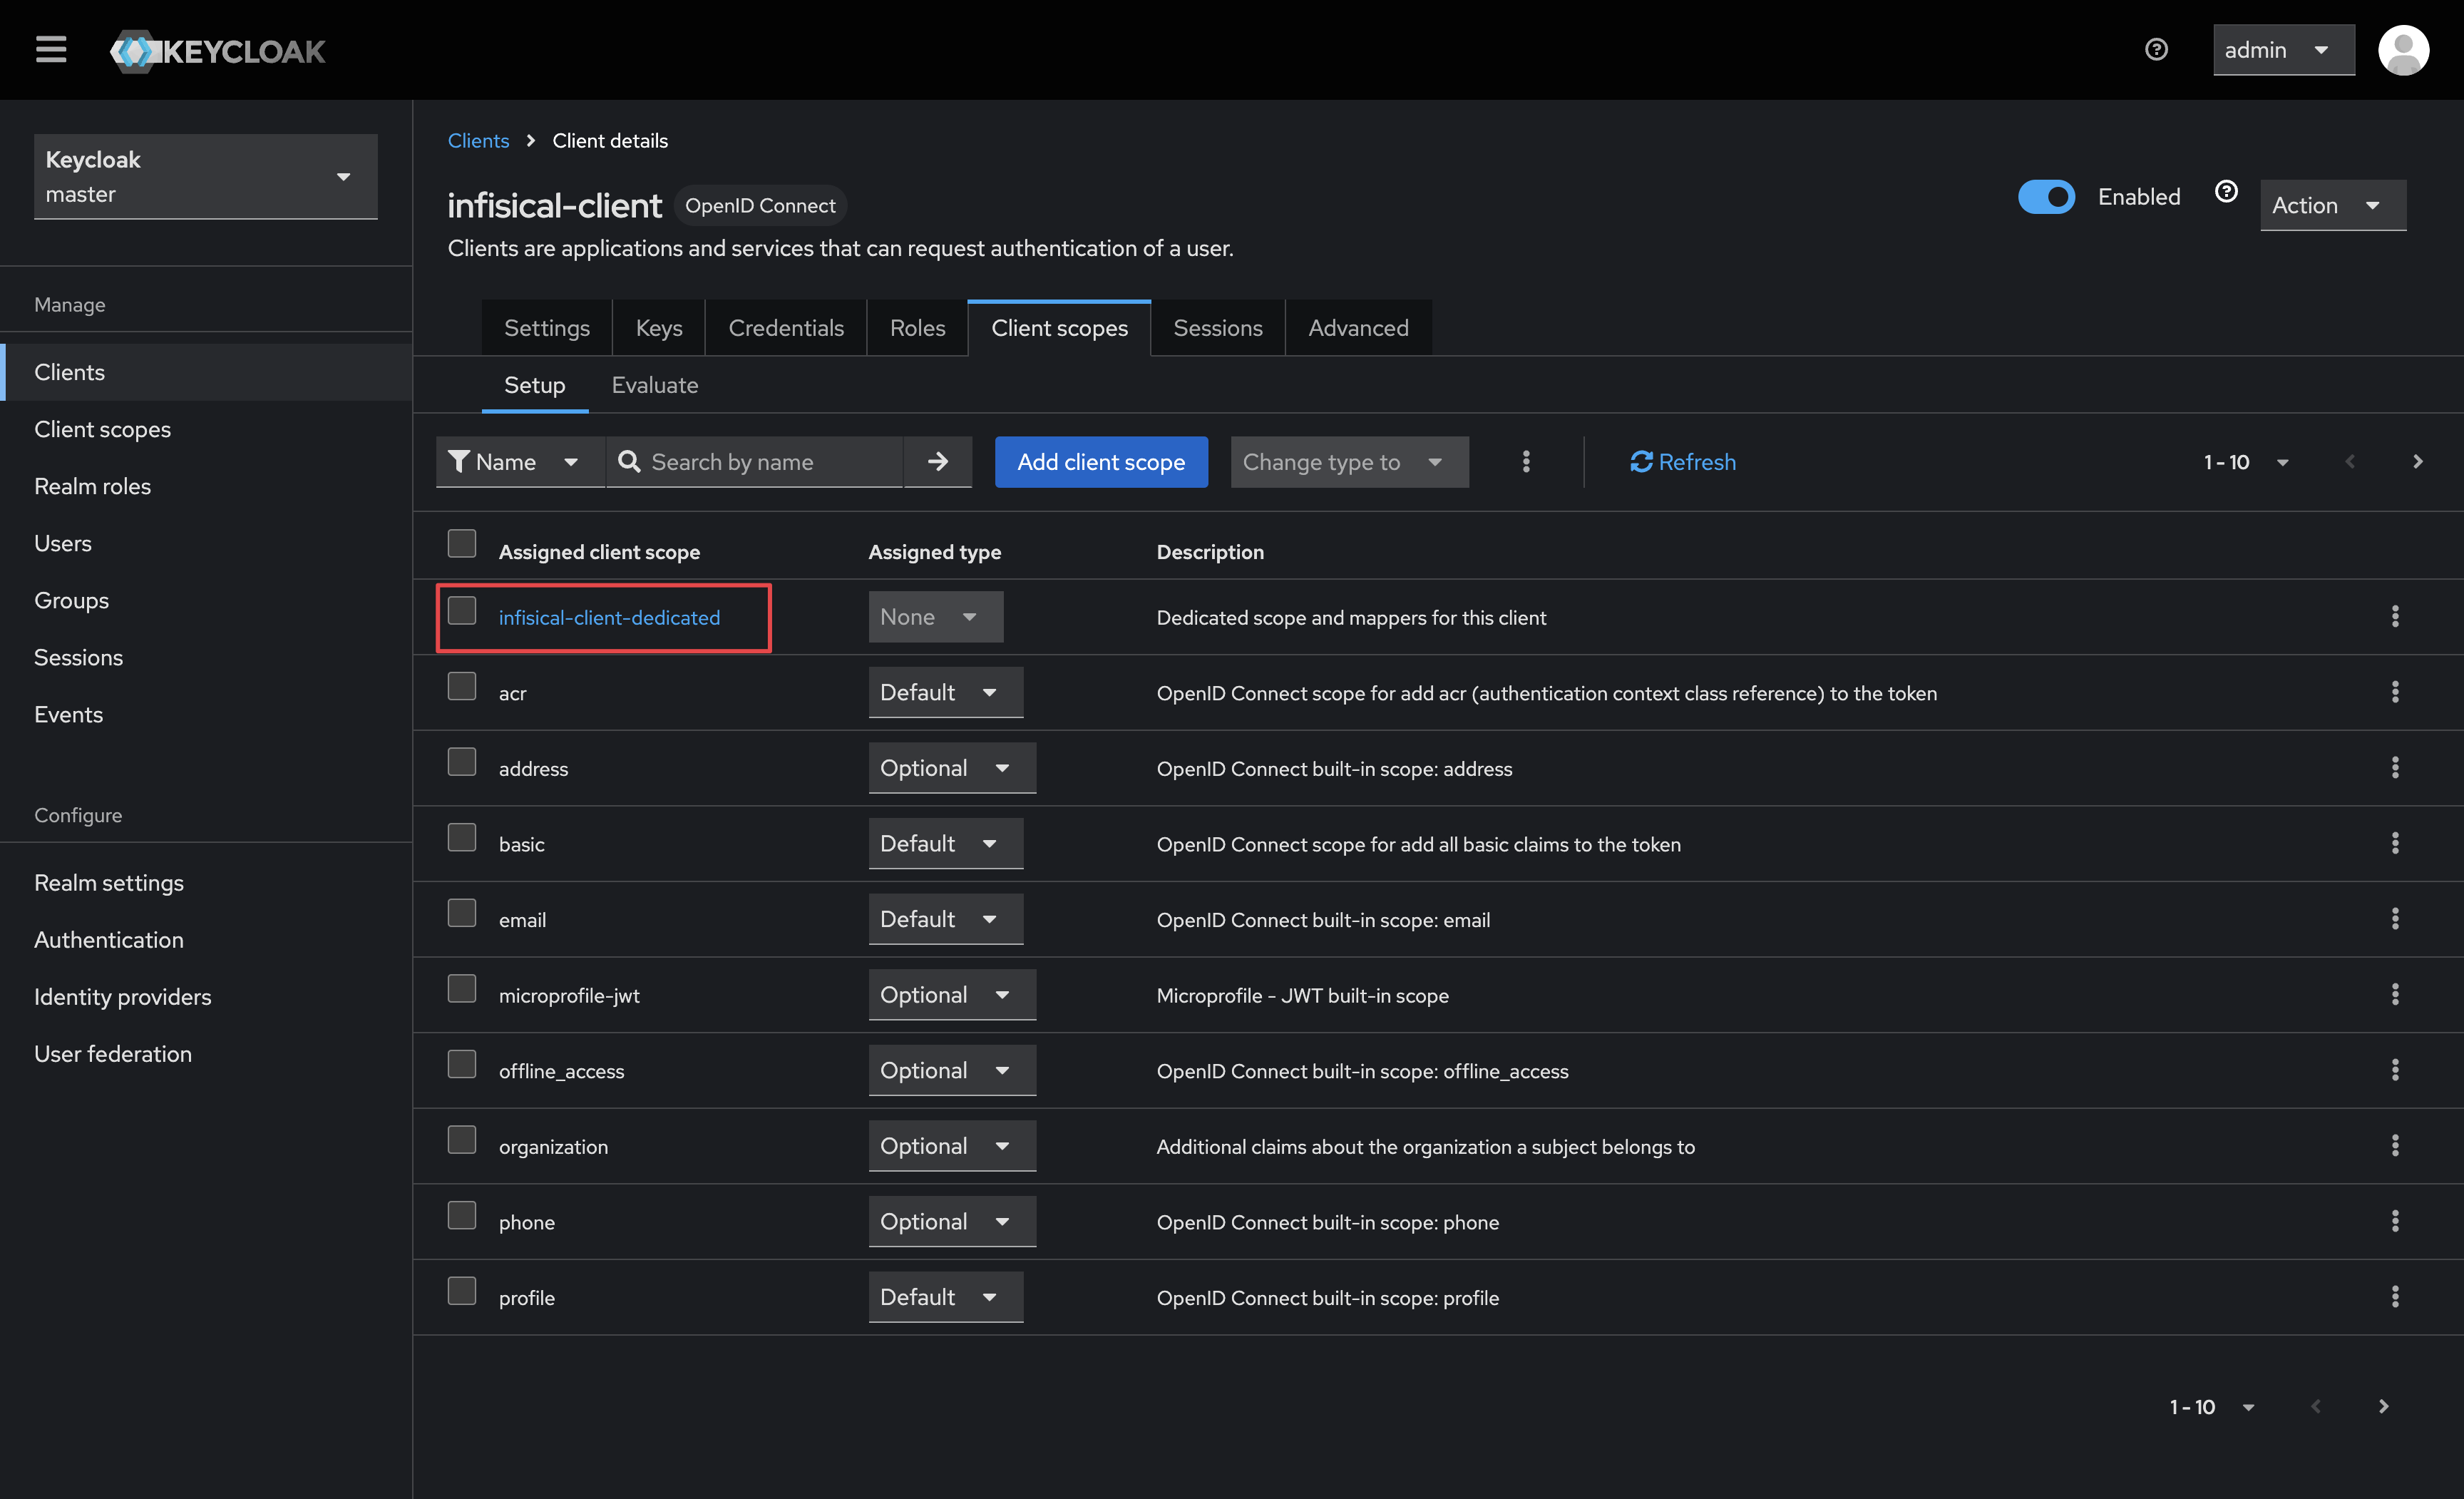 KEYCLOAK
admin
Keycloak
master
Manage
Clients
Client scopes
Realm roles
Users
Groups
Sessions
Events
Configure
Realm settings
Authentication
Identity providers
User federation
Clients > Client details
infisical-client OpenID Connect
Enabled
Action
Clients are applications and services that can request authentication of a user.
Settings Keys Credentials Roles Client scopes Sessions Advanced
Setup Evaluate
Name Search by name Add client scope Change type to Refresh 1 - 10
Assigned client scope Assigned type Description
infisical-client-dedicated None Dedicated scope and mappers for this client
acr Default OpenID Connect scope for add acr (authentication context class reference) to the token
address Optional OpenID Connect built-in scope: address
basic Default OpenID Connect scope for add all basic claims to the token
email Default OpenID Connect built-in scope: email
microprofile-jwt Optional Microprofile - JWT built-in scope
offline_access Optional OpenID Connect built-in scope: offline_access
organization Optional Additional claims about the organization a subject belongs to
phone Optional OpenID Connect built-in scope: phone
profile Default OpenID Connect built-in scope: profile
1 - 10